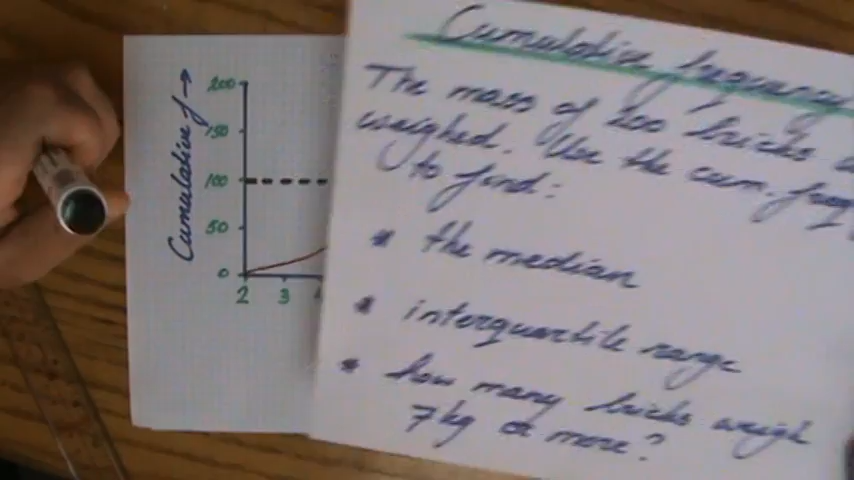 Cumulative frequency
The mass of 200 bricks
weighed. Use the cum. freq
to find:
* the median
* interquartile range
* how many bricks weigh
7kg or more?
Cumulative f →
200
150
100
50
0
2 3 4